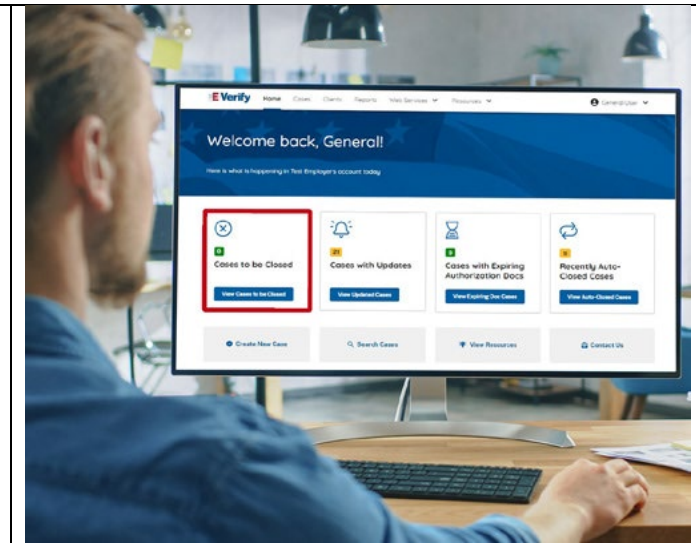 E-Verify Home Cases Clients Reports Web Services Resources General User
Welcome back, General!
Here is what is happening in Test Employer's account today
0
Cases to be Closed
View Cases to be Closed
21
Cases with Updates
View Updated Cases
Cases with Expiring
Authorization Docs
View Expiring Doc Cases
Recently Auto-
Closed Cases
View Auto-Closed Cases
Create New Case
Search Cases
View Resources
Contact Us